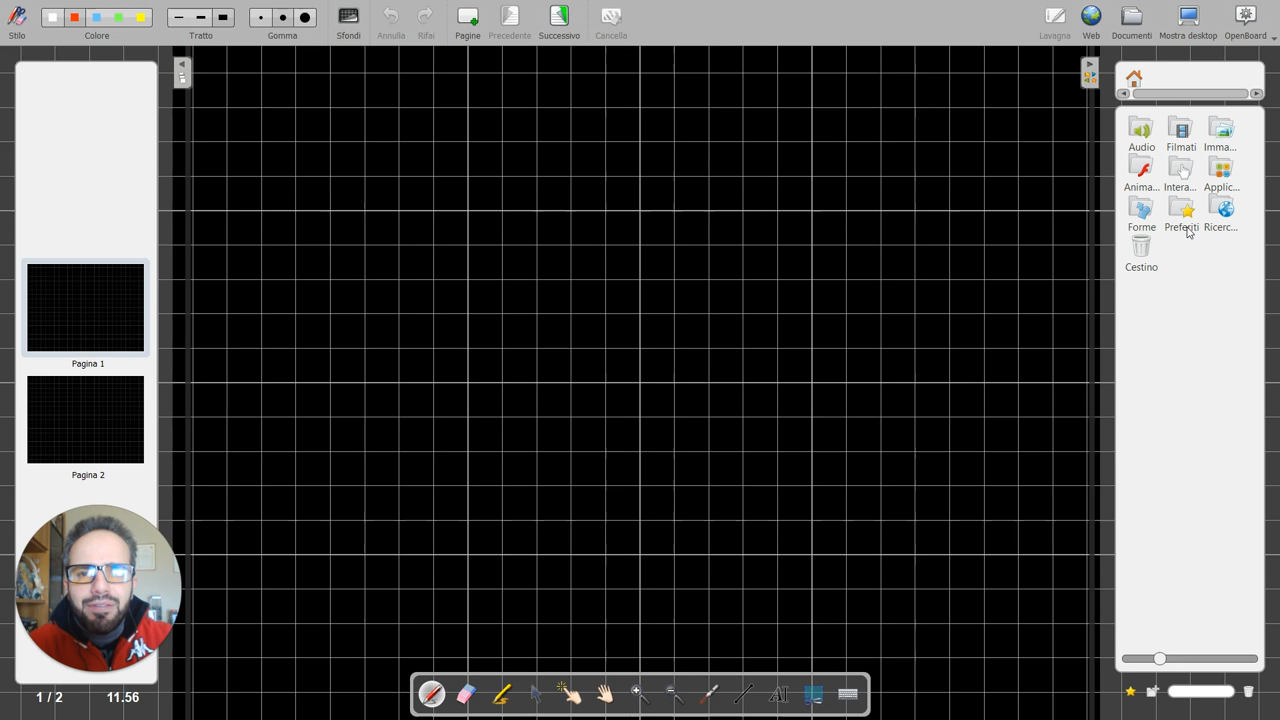 Stilo
Colore
Tratto
Gomma
Sfondi
Annulla
Rifai
Pagine
Precedente
Successivo
Cancella
Lavagna
Web
Documenti
Mostra desktop
OpenBoard
Audio
Filmati
Imma...
Anima...
Intera...
Applic...
Forme
Preferiti
Ricerc...
Cestino
Pagina 1
Pagina 2
1 / 2
11.56
AI